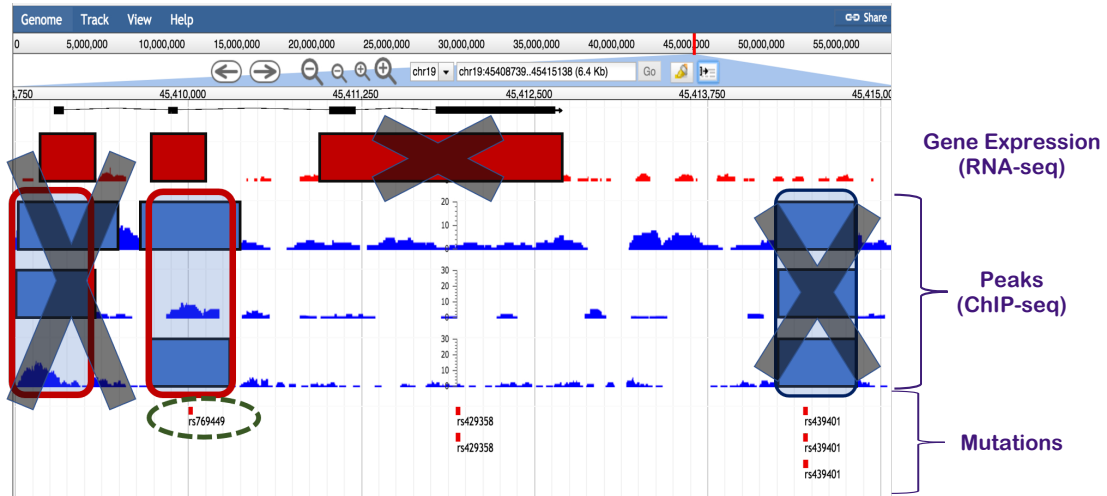 Genome Track View Help Share
0 5,000,000 10,000,000 15,000,000 20,000,000 25,000,000 30,000,000 35,000,000 40,000,000 45,000,000 50,000,000 55,000,000
chr19 chr19:45408739..45415138 (6.4 Kb) Go
,750 45,410,000 45,411,250 45,412,500 45,413,750 45,415,0
Gene Expression
(RNA-seq)
20
10
0
30
20
10
0
30
20
10
0
Peaks
(ChIP-seq)
rs769449 rs429358 rs439401
rs429358 rs439401
rs439401
Mutations